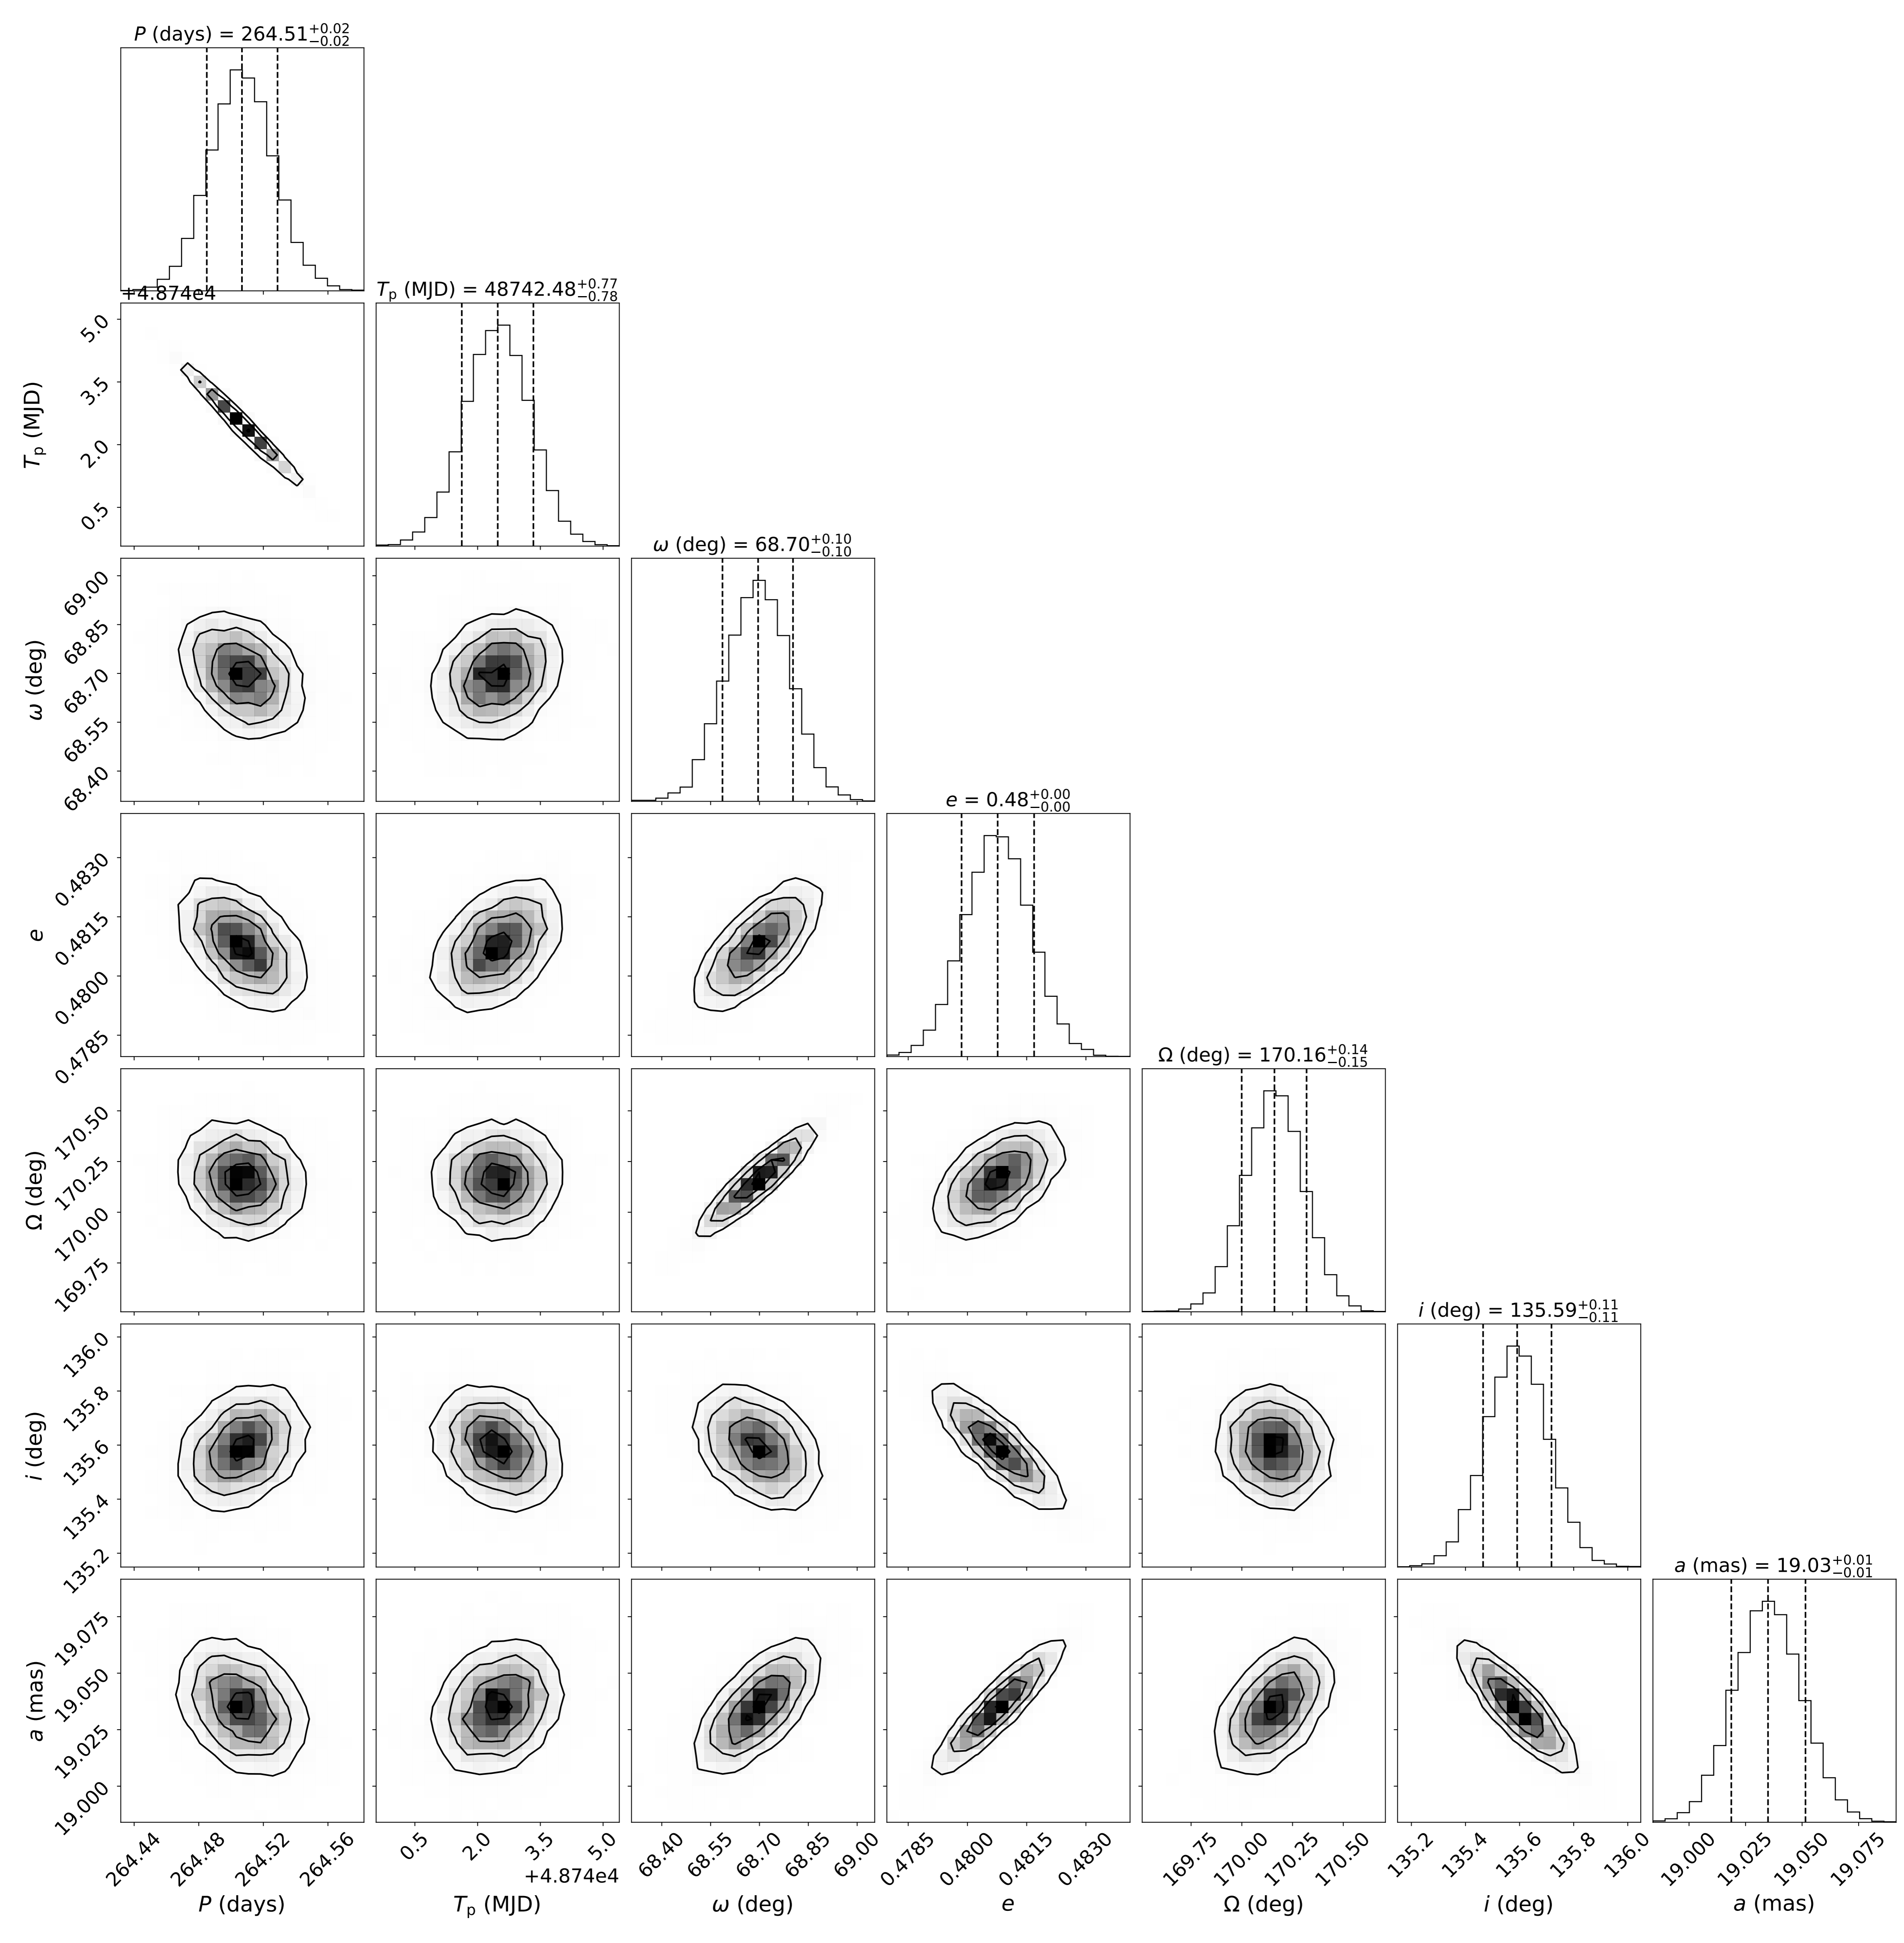 P (days) = 264.51+0.02 −0.02
+4.874e4
Tp (MJD) = 48742.48+0.77 −0.78
5.0
3.5
2.0
0.5
Tp (MJD)
ω (deg) = 68.70+0.10 −0.10
69.00
68.85
68.70
68.55
68.40
ω (deg)
e = 0.48+0.00 −0.00
0.4830
0.4815
0.4800
0.4785
e
Ω (deg) = 170.16+0.14 −0.15
170.50
170.25
170.00
169.75
Ω (deg)
i (deg) = 135.59+0.11 −0.11
136.0
135.8
135.6
135.4
135.2
i (deg)
a (mas) = 19.03+0.01 −0.01
19.075
19.050
19.025
19.000
a (mas)
264.44 264.48 264.52 264.56 0.5 2.0 3.5 5.0 68.40 68.55 68.70 68.85 69.00 0.4785 0.4800 0.4815 0.4830 169.75 170.00 170.25 170.50 135.2 135.4 135.6 135.8 136.0 19.000 19.025 19.050 19.075
+4.874e4
P (days) Tp (MJD) ω (deg) e Ω (deg) i (deg) a (mas)